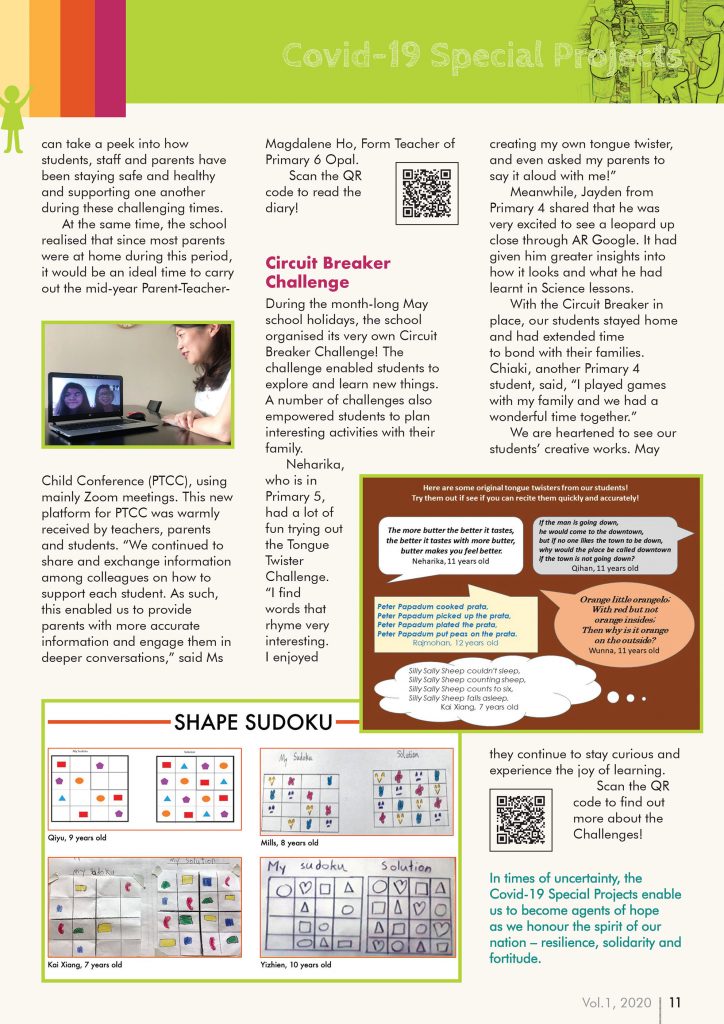 Covid-19 Special Projects
can take a peek into how
students, staff and parents have
been staying safe and healthy
and supporting one another
during these challenging times.
At the same time, the school
realised that since most parents
were at home during this period,
it would be an ideal time to carry
out the mid-year Parent-Teacher-
Child Conference (PTCC), using
mainly Zoom meetings. This new
platform for PTCC was warmly
received by teachers, parents
and students. “We continued to
share and exchange information
among colleagues on how to
support each student. As such,
this enabled us to provide
parents with more accurate
information and engage them in
deeper conversations,” said Ms
Magdalene Ho, Form Teacher of
Primary 6 Opal.
Scan the QR
code to read the
diary!
Circuit Breaker
Challenge
During the month-long May
school holidays, the school
organised its very own Circuit
Breaker Challenge! The
challenge enabled students to
explore and learn new things.
A number of challenges also
empowered students to plan
interesting activities with their
family.
Neharika,
who is in
Primary 5,
had a lot of
fun trying out
the Tongue
Twister
Challenge.
“I find
words that
rhyme very
interesting.
I enjoyed
creating my own tongue twister,
and even asked my parents to
say it aloud with me!”
Meanwhile, Jayden from
Primary 4 shared that he was
very excited to see a leopard up
close through AR Google. It had
given him greater insights into
how it looks and what he had
learnt in Science lessons.
With the Circuit Breaker in
place, our students stayed home
and had extended time
to bond with their families.
Chiaki, another Primary 4
student, said, “I played games
with my family and we had a
wonderful time together.”
We are heartened to see our
students’ creative works. May
they continue to stay curious and
experience the joy of learning.
Scan the QR
code to find out
more about the
Challenges!
In times of uncertainty, the
Covid-19 Special Projects enable
us to become agents of hope
as we honour the spirit of our
nation – resilience, solidarity and
fortitude.
Here are some original tongue twisters from our students!
Try them out if see if you can recite them quickly and accurately!
The more butter the better it tastes,
the better it tastes with more butter,
butter makes you feel better.
Neharika, 11 years old
If the man is going down,
he would come to the downtown,
but if no one likes the town to be down,
why would the place be called downtown
if the town is not going down?
Qihan, 11 years old
Peter Papadum cooked prata,
Peter Papadum picked up the prata,
Peter Papadum plated the prata,
Peter Papadum put peas on the prata.
Rajmohan, 12 years old
Orange little orangelo;
With red but not
orange insides;
Then why is it orange
on the outside?
Wunna, 11 years old
Silly Sally Sheep couldn't sleep,
Silly Sally Sheep counting sheep,
Silly Sally Sheep counts to six,
Silly Sally Sheep falls asleep.
Kai Xiang, 7 years old
SHAPE SUDOKU
My Sudoku
Solution
Qiyu, 9 years old
My Sudoku
Solution
Mills, 8 years old
My Sudoku
My Solution
Kai Xiang, 7 years old
My sudoku
Solution
Yizhien, 10 years old
Vol.1, 2020
11